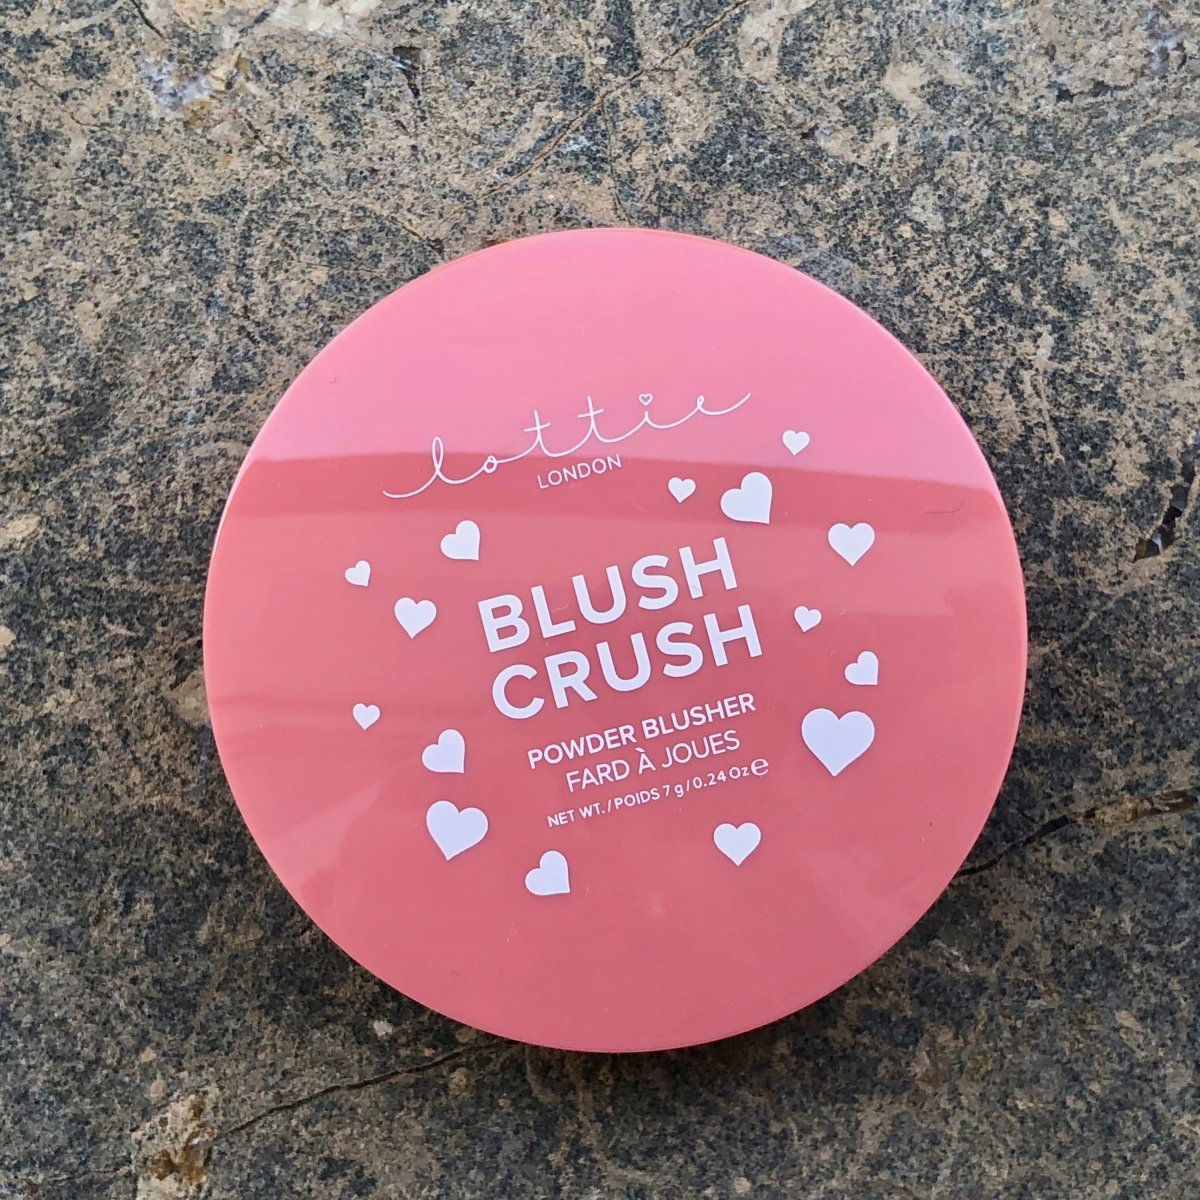 lottie
LONDON
BLUSH
CRUSH
POWDER BLUSHER
FARD À JOUES
NET WT./POIDS 7 g/0.24 Oz ℮